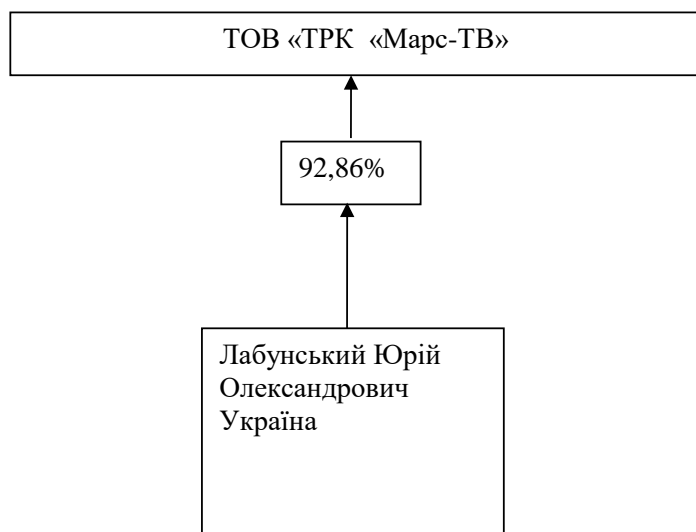 ТОВ «ТРК «Марс-ТВ»
92,86%
Лабунський Юрій
Олександрович
Україна